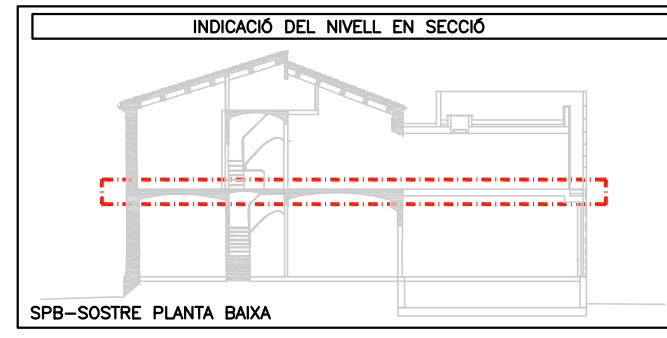 INDICACIÓ DEL NIVELL EN SECCIÓ
SPB-SOSTRE PLANTA BAIXA